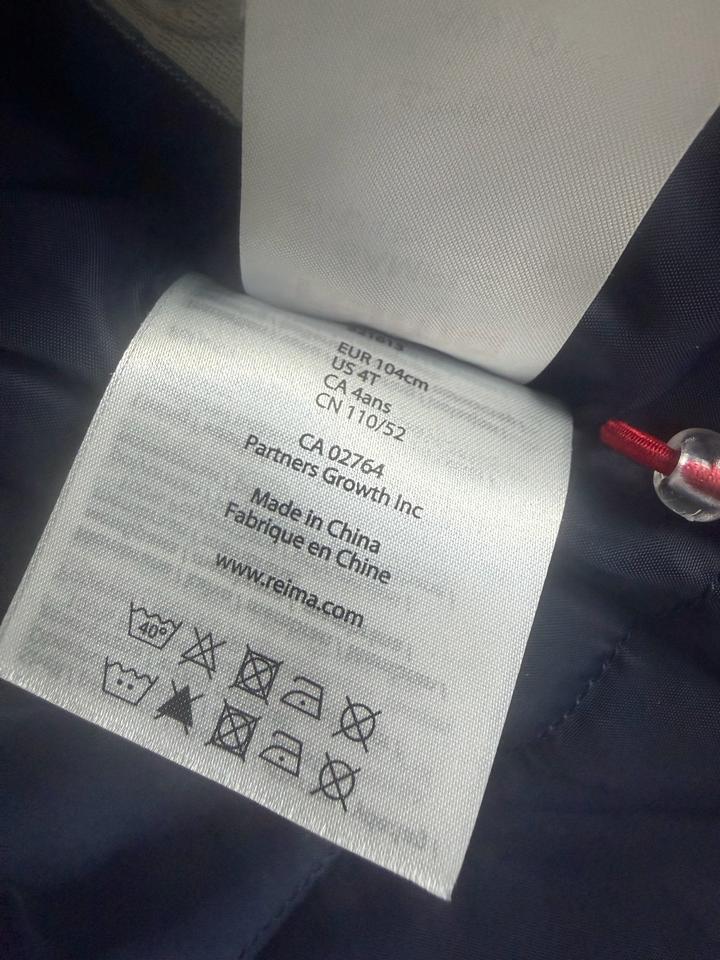 EUR 104cm
US 4T
CA 4ans
CN 110/52
CA 02764
Partners Growth Inc
Made in China
Fabrique en Chine
www.reima.com
40°